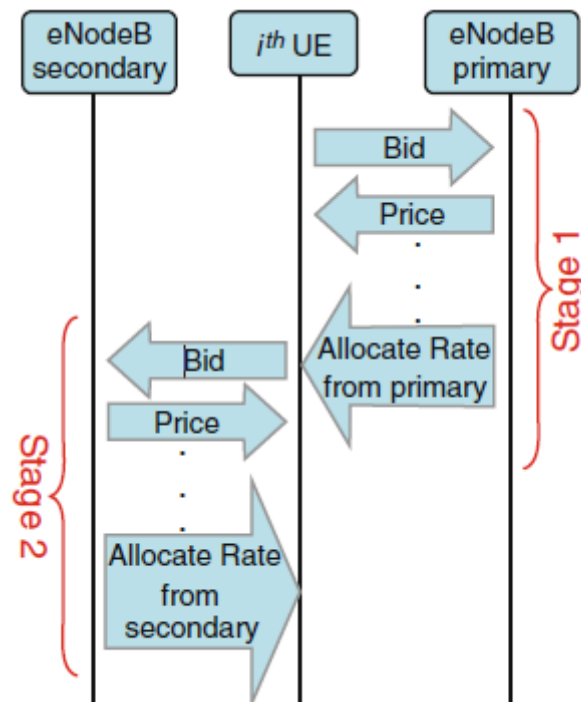 eNodeB
secondary
i^th UE
eNodeB
primary
Bid
Price
Stage 1
Allocate Rate
from primary
Bid
Price
Stage 2
Allocate Rate
from
secondary